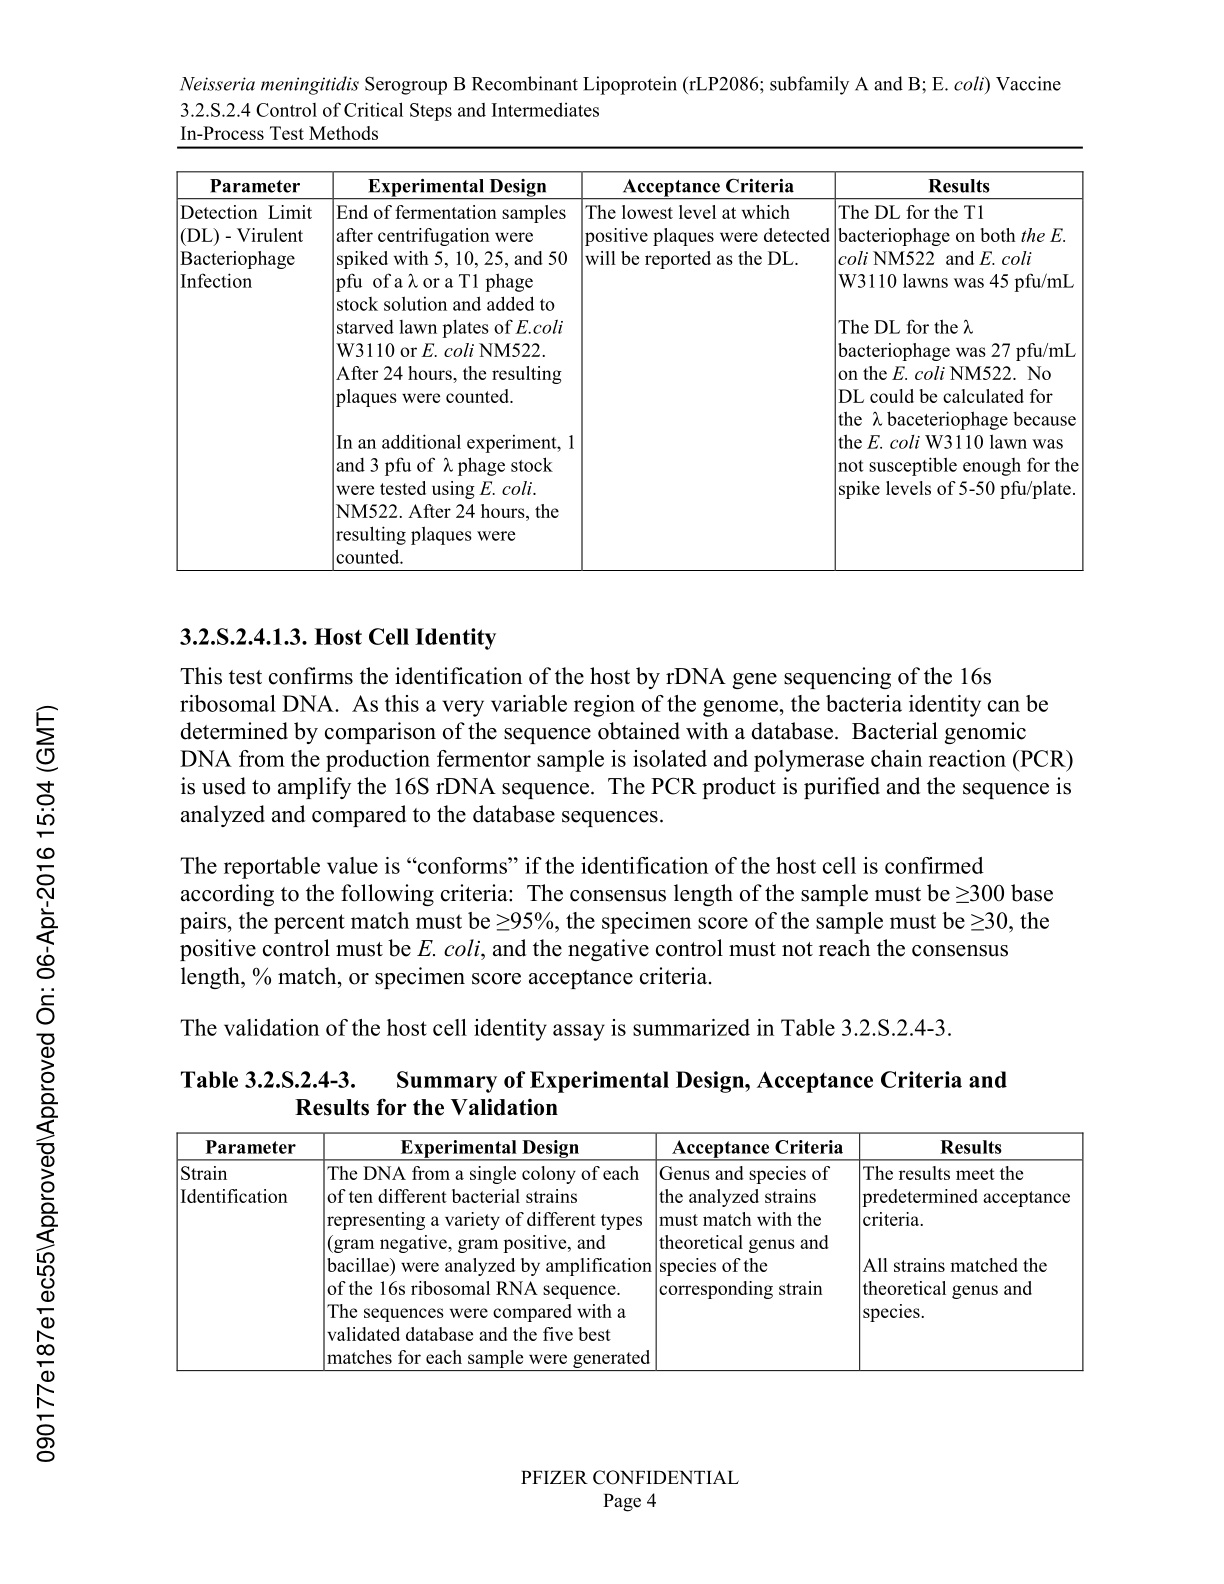 Neisseria meningitidis Serogroup B Recombinant Lipoprotein (rLP2086; subfamily A and B; E. coli) Vaccine
3.2.S.2.4 Control of Critical Steps and Intermediates
In-Process Test Methods
Parameter
Experimental Design
Acceptance Criteria
Results
Detection Limit
(DL) - Virulent
Bacteriophage
Infection
End of fermentation samples
after centrifugation were
spiked with 5, 10, 25, and 50
pfu of a λ or a T1 phage
stock solution and added to
starved lawn plates of E.coli
W3110 or E. coli NM522.
After 24 hours, the resulting
plaques were counted.
In an additional experiment, 1
and 3 pfu of λ phage stock
were tested using E. coli.
NM522. After 24 hours, the
resulting plaques were
counted.
The lowest level at which
positive plaques were detected
will be reported as the DL.
The DL for the T1
bacteriophage on both the E.
coli NM522 and E. coli
W3110 lawns was 45 pfu/mL
The DL for the λ
bacteriophage was 27 pfu/mL
on the E. coli NM522. No
DL could be calculated for
the λ baceteriophage because
the E. coli W3110 lawn was
not susceptible enough for the
spike levels of 5-50 pfu/plate.
3.2.S.2.4.1.3. Host Cell Identity
This test confirms the identification of the host by rDNA gene sequencing of the 16s
ribosomal DNA. As this a very variable region of the genome, the bacteria identity can be
determined by comparison of the sequence obtained with a database. Bacterial genomic
DNA from the production fermentor sample is isolated and polymerase chain reaction (PCR)
is used to amplify the 16S rDNA sequence. The PCR product is purified and the sequence is
analyzed and compared to the database sequences.
The reportable value is “conforms” if the identification of the host cell is confirmed
according to the following criteria: The consensus length of the sample must be ≥300 base
pairs, the percent match must be ≥95%, the specimen score of the sample must be ≥30, the
positive control must be E. coli, and the negative control must not reach the consensus
length, % match, or specimen score acceptance criteria.
The validation of the host cell identity assay is summarized in Table 3.2.S.2.4-3.
Table 3.2.S.2.4-3. Summary of Experimental Design, Acceptance Criteria and
Results for the Validation
Parameter
Experimental Design
Acceptance Criteria
Results
Strain
Identification
The DNA from a single colony of each
of ten different bacterial strains
representing a variety of different types
(gram negative, gram positive, and
bacillae) were analyzed by amplification
of the 16s ribosomal RNA sequence.
The sequences were compared with a
validated database and the five best
matches for each sample were generated
Genus and species of
the analyzed strains
must match with the
theoretical genus and
species of the
corresponding strain
The results meet the
predetermined acceptance
criteria.
All strains matched the
theoretical genus and
species.
PFIZER CONFIDENTIAL
Page 4
090177e187e1ec55\Approved\Approved On: 06-Apr-2016 15:04 (GMT)